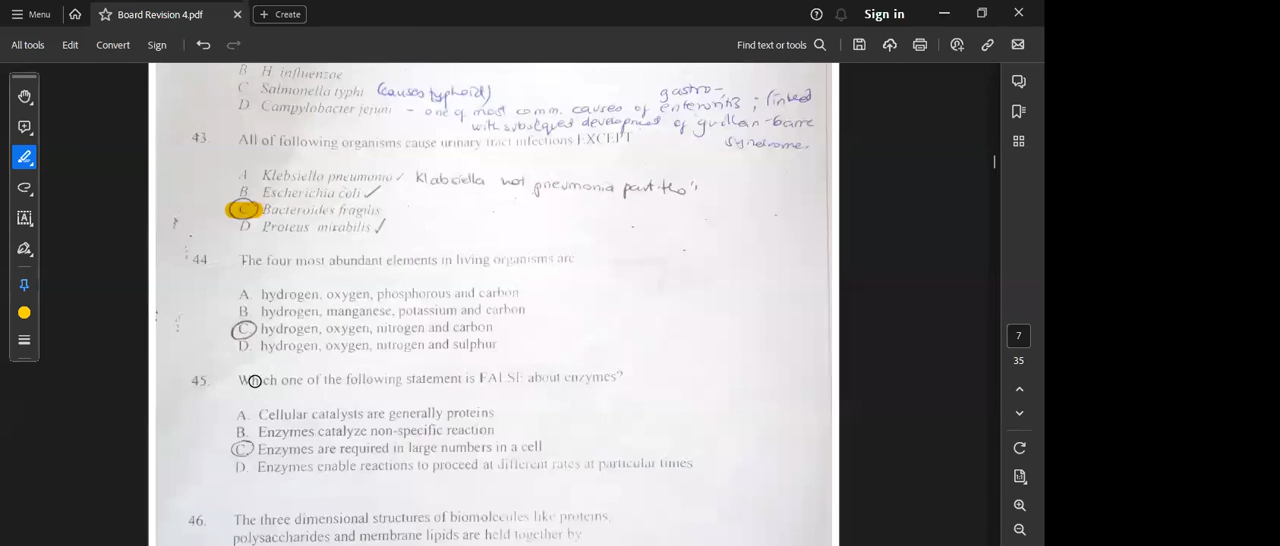 Menu
Board Revision 4.pdf
Create
Sign in
All tools
Edit
Convert
Sign
Find text or tools
B H. influenzae
C Salmonella typhi (causes typhoid)
D Campylobacter jejuni - one of most comm. causes of gastro-enteritis; linked
with subsequed development of guillan-barre
syndrome.
43. All of following organisms cause urinary tract infections EXCEPT
A Klebsiella pneumonia ✓ Klabsiella not pneumonia part tho'
B Escherichia coli ✓
C Bacteroides fragilis
D Proteus mirabilis ✓
44 The four most abundant elements in living organisms are
A. hydrogen, oxygen, phosphorous and carbon
B. hydrogen, manganese, potassium and carbon
C. hydrogen, oxygen, nitrogen and carbon
D. hydrogen, oxygen, nitrogen and sulphur
45. Which one of the following statement is FALSE about enzymes?
A. Cellular catalysts are generally proteins
B. Enzymes catalyze non-specific reaction
C. Enzymes are required in large numbers in a cell
D. Enzymes enable reactions to proceed at different rates at particular times
46. The three dimensional structures of biomolecules like proteins,
polysaccharides and membrane lipids are held together by
7
35